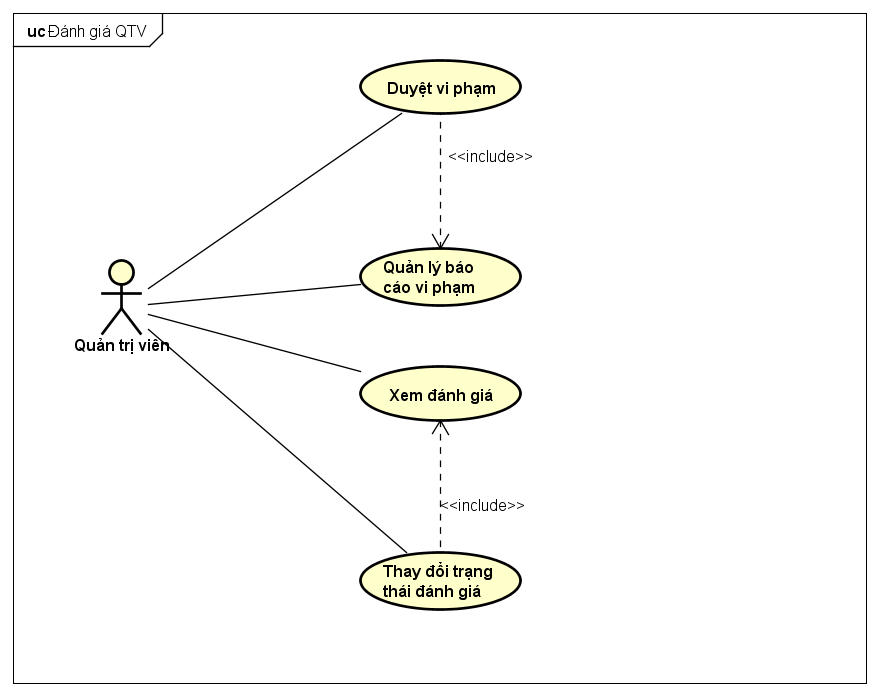 uc Đánh giá QTV
Duyệt vi phạm
<<include>>
Quản lý báo
cáo vi phạm
Quản trị viên
Xem đánh giá
<<include>>
Thay đổi trạng
thái đánh giá